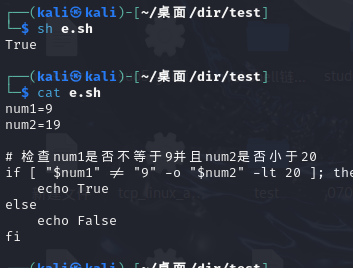 ┌──(kali㉿kali)-[~/桌面/dir/test]
└─$ sh e.sh
True
┌──(kali㉿kali)-[~/桌面/dir/test]
└─$ cat e.sh
num1=9
num2=19
# 检查num1是否不等于9并且num2是否小于20
if [ "$num1" != "9" -o "$num2" -lt 20 ]; the
    echo True
else
    echo False
fi
┌──(kali㉿kali)-[~/桌面/dir/test]